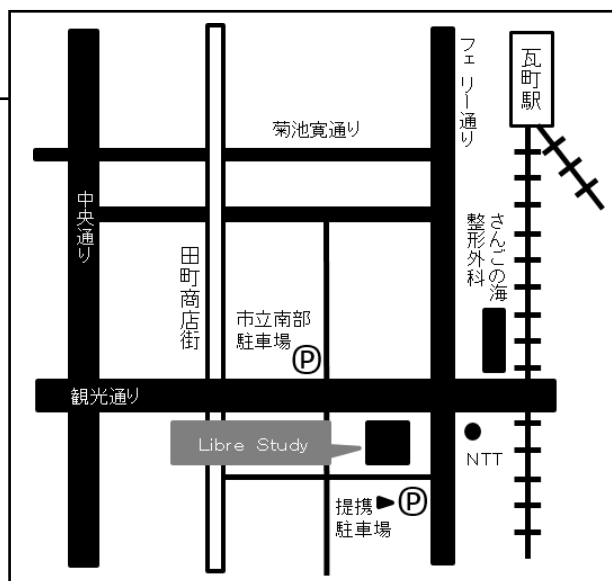 瓦町駅
フェリー通り
菊池寛通り
中央通り
田町商店街
さんごの海
整形外科
市立南部
駐車場
P
観光通り
Libre Study
NTT
提携
駐車場
P